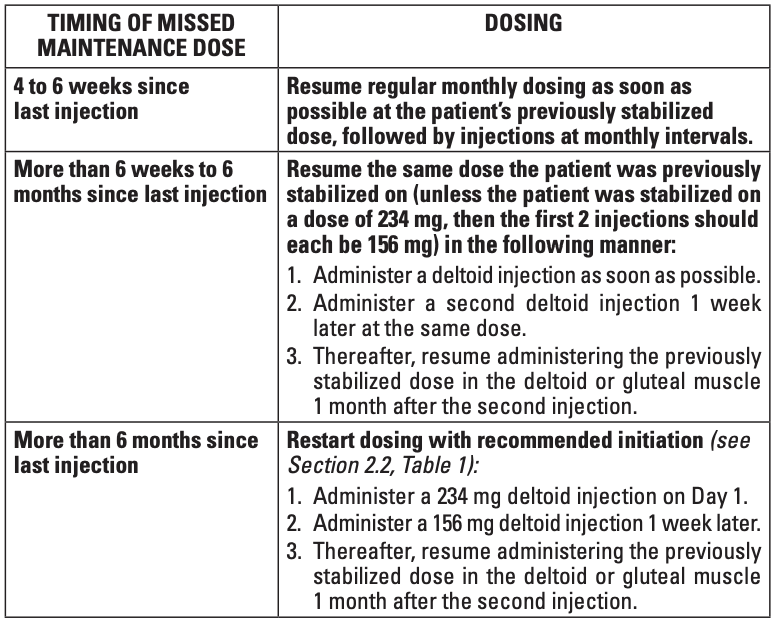 TIMING OF MISSED
MAINTENANCE DOSE
DOSING
4 to 6 weeks since
last injection
Resume regular monthly dosing as soon as
possible at the patient's previously stabilized
dose, followed by injections at monthly intervals.
More than 6 weeks to 6
months since last injection
Resume the same dose the patient was previously
stabilized on (unless the patient was stabilized on
a dose of 234 mg, then the first 2 injections should
each be 156 mg) in the following manner:
1. Administer a deltoid injection as soon as possible.
2. Administer a second deltoid injection 1 week
later at the same dose.
3. Thereafter, resume administering the previously
stabilized dose in the deltoid or gluteal muscle
1 month after the second injection.
More than 6 months since
last injection
Restart dosing with recommended initiation (see
Section 2.2, Table 1):
1. Administer a 234 mg deltoid injection on Day 1.
2. Administer a 156 mg deltoid injection 1 week later.
3. Thereafter, resume administering the previously
stabilized dose in the deltoid or gluteal muscle
1 month after the second injection.